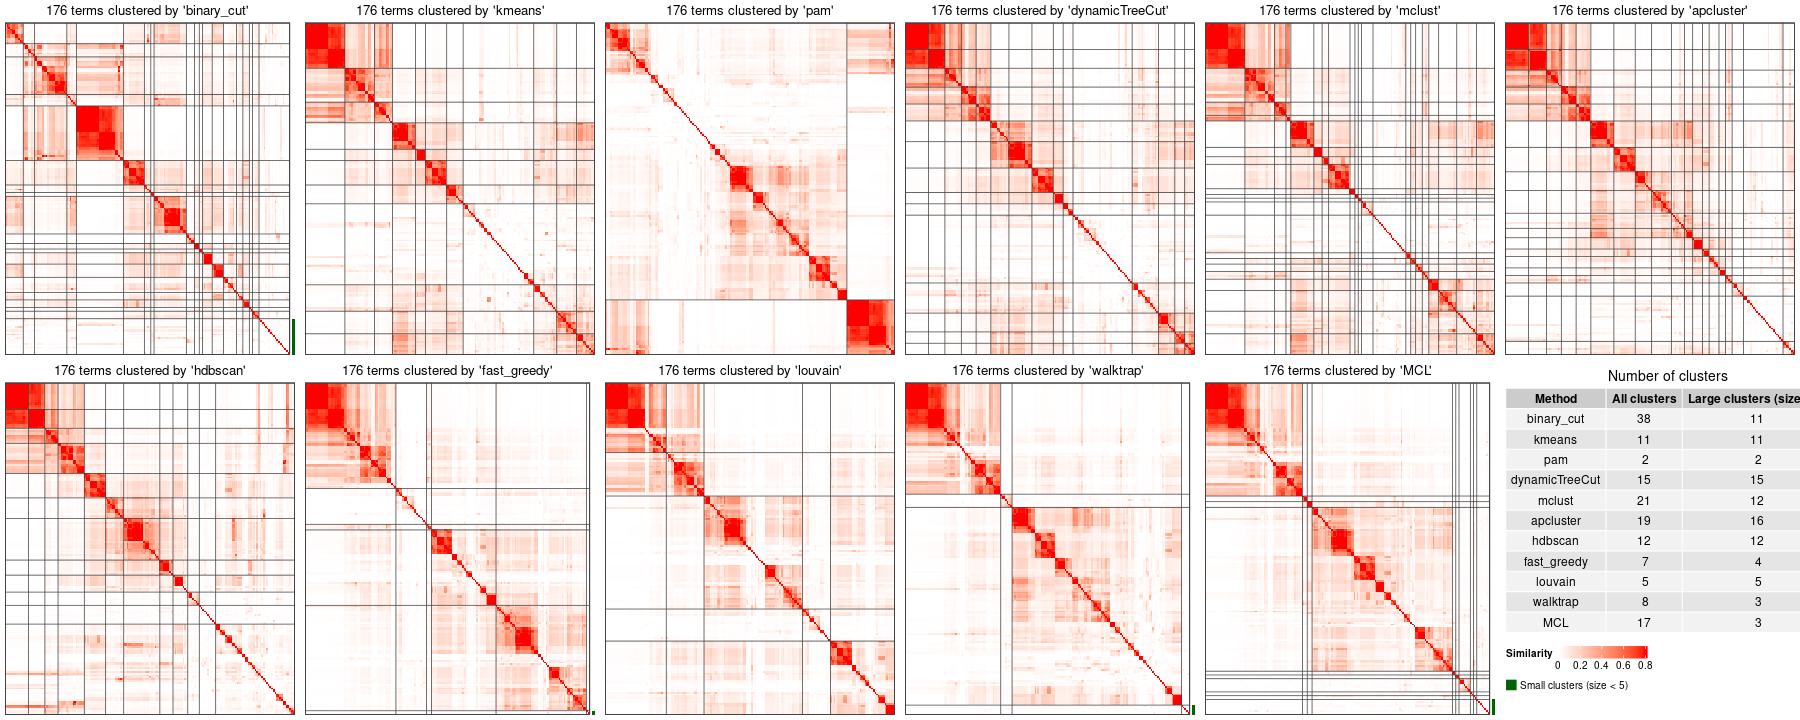 176 terms clustered by 'binary_cut'
176 terms clustered by 'kmeans'
176 terms clustered by 'pam'
176 terms clustered by 'dynamicTreeCut'
176 terms clustered by 'mclust'
176 terms clustered by 'apcluster'
176 terms clustered by 'hdbscan'
176 terms clustered by 'fast_greedy'
176 terms clustered by 'louvain'
176 terms clustered by 'walktrap'
176 terms clustered by 'MCL'
Number of clusters
Method All clusters Large clusters (size
binary_cut 38 11
kmeans 11 11
pam 2 2
dynamicTreeCut 15 15
mclust 21 12
apcluster 19 16
hdbscan 12 12
fast_greedy 7 4
louvain 5 5
walktrap 8 3
MCL 17 3
Similarity
0 0.2 0.4 0.6 0.8
Small clusters (size < 5)